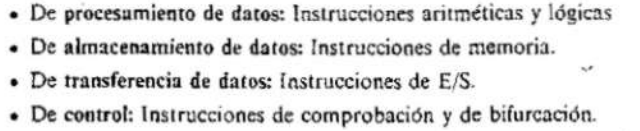 • De procesamiento de datos: Instrucciones aritméticas y lógicas
• De almacenamiento de datos: Instrucciones de memoria.
• De transferencia de datos: Instrucciones de E/S.
• De control: Instrucciones de comprobación y de bifurcación.